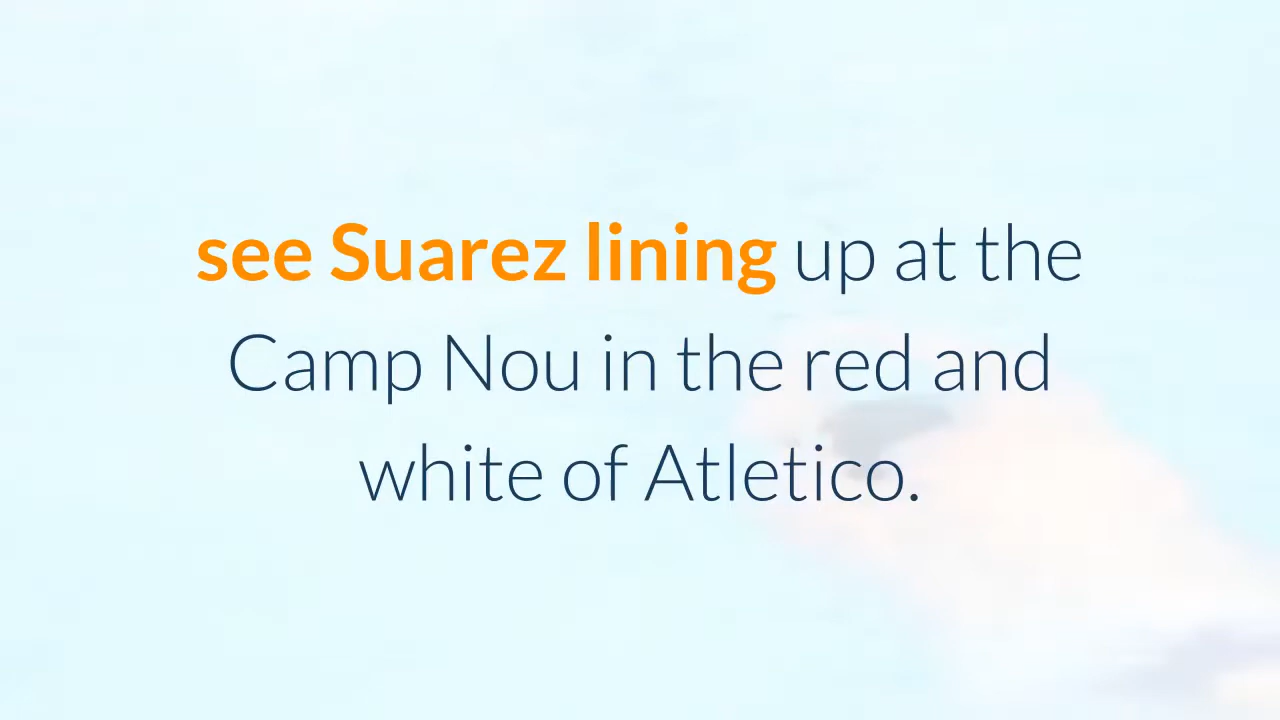 see Suarez lining up at the
Camp Nou in the red and
white of Atletico.